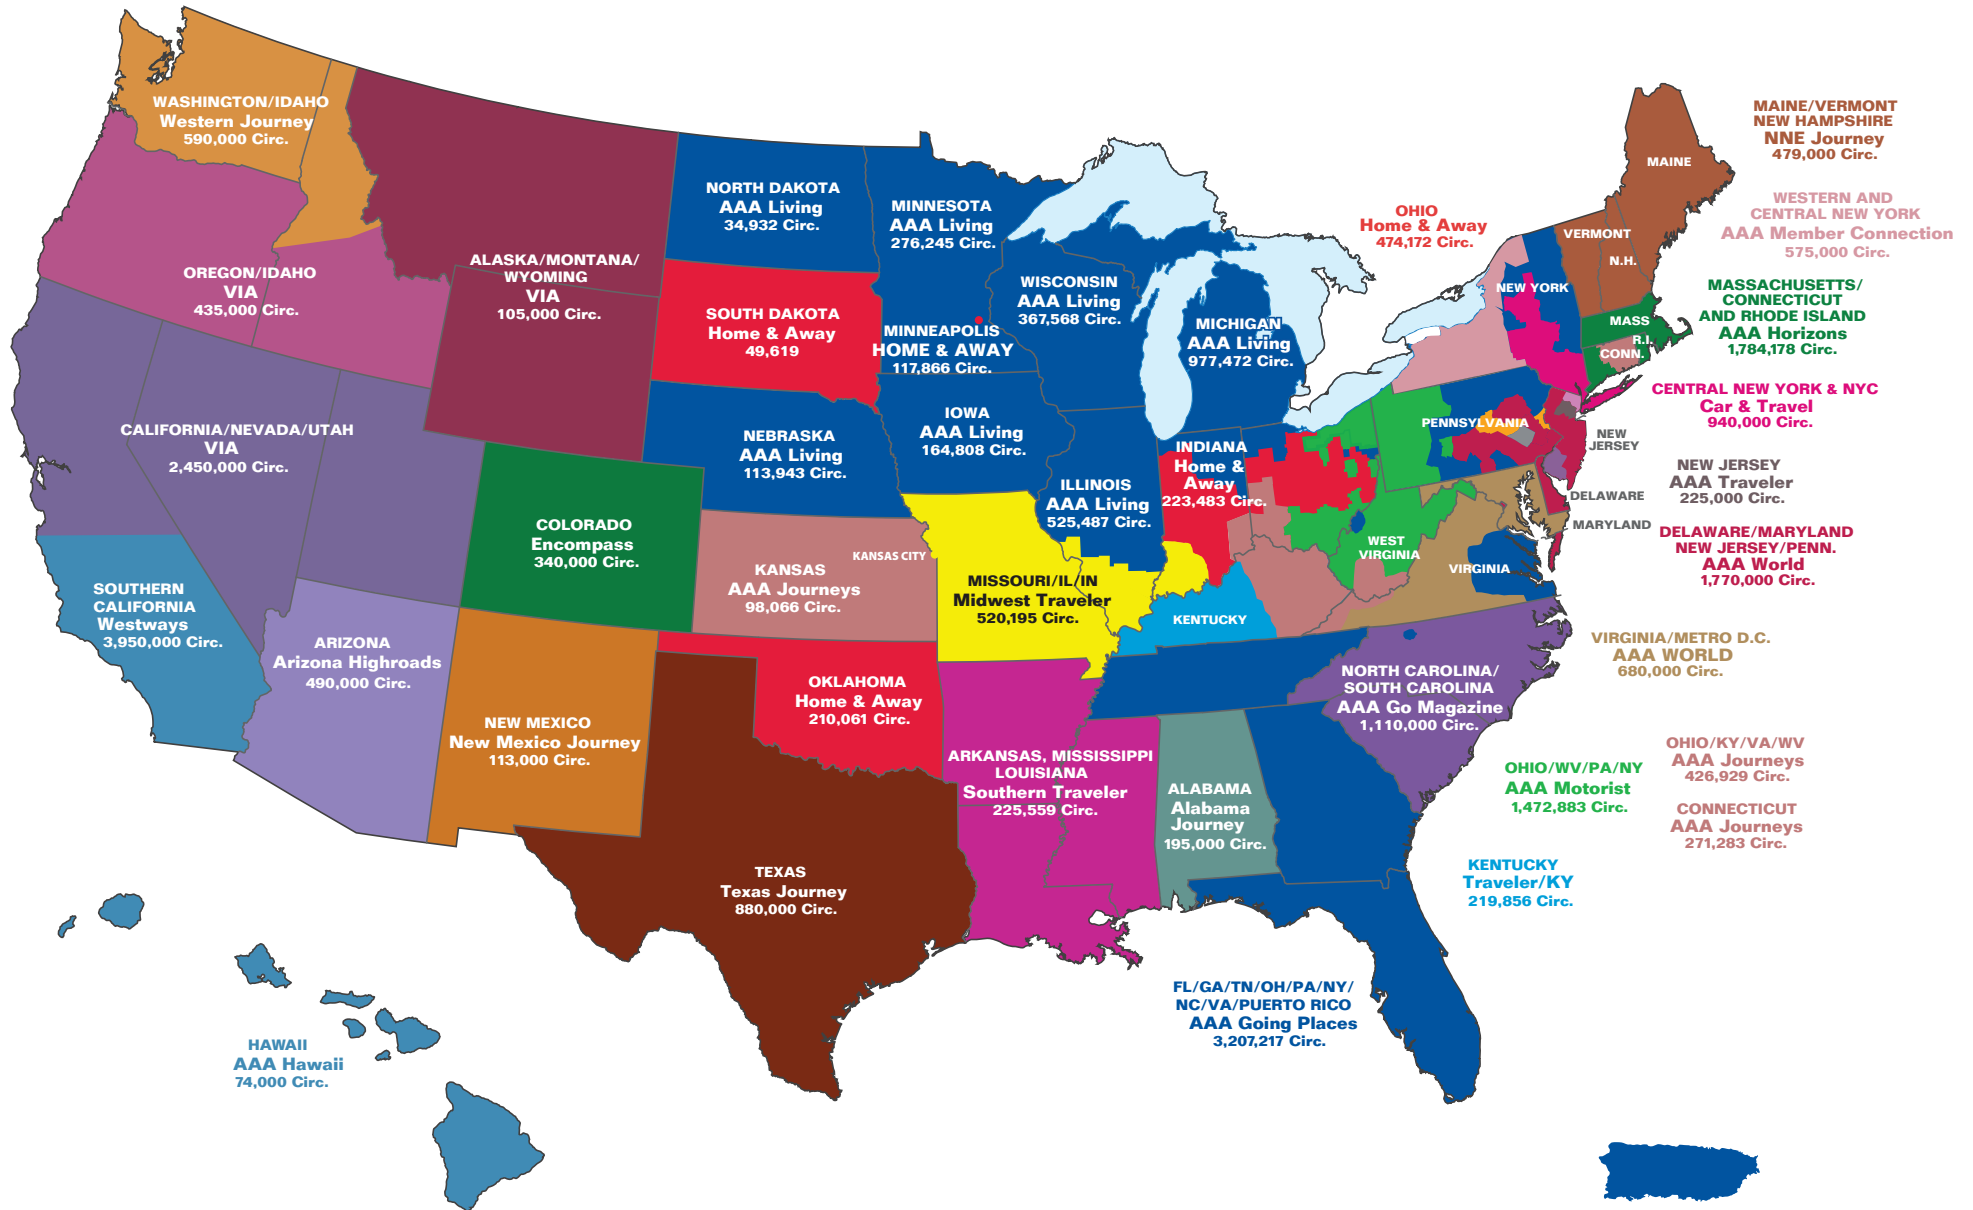 WASHINGTON/IDAHO
Western Journey
590,000 Circ.
OREGON/IDAHO
VIA
435,000 Circ.
ALASKA/MONTANA/
WYOMING
VIA
105,000 Circ.
NORTH DAKOTA
AAA Living
34,932 Circ.
MINNESOTA
AAA Living
276,245 Circ.
SOUTH DAKOTA
Home & Away
49,619
MINNEAPOLIS
HOME & AWAY
117,866 Circ.
WISCONSIN
AAA Living
367,568 Circ.
MICHIGAN
AAA Living
977,472 Circ.
OHIO
Home & Away
474,172 Circ.
MAINE
VERMONT
N.H.
NEW YORK
MASS
R.I.
CONN.
MAINE/VERMONT
NEW HAMPSHIRE
NNE Journey
479,000 Circ.
WESTERN AND
CENTRAL NEW YORK
AAA Member Connection
575,000 Circ.
MASSACHUSETTS/
CONNECTICUT
AND RHODE ISLAND
AAA Horizons
1,784,178 Circ.
CENTRAL NEW YORK & NYC
Car & Travel
940,000 Circ.
CALIFORNIA/NEVADA/UTAH
VIA
2,450,000 Circ.
NEBRASKA
AAA Living
113,943 Circ.
IOWA
AAA Living
164,808 Circ.
ILLINOIS
AAA Living
525,487 Circ.
INDIANA
Home &
Away
223,483 Circ.
PENNSYLVANIA
NEW
JERSEY
DELAWARE
MARYLAND
NEW JERSEY
AAA Traveler
225,000 Circ.
DELAWARE/MARYLAND
NEW JERSEY/PENN.
AAA World
1,770,000 Circ.
COLORADO
Encompass
340,000 Circ.
KANSAS CITY
KANSAS
AAA Journeys
98,066 Circ.
MISSOURI/IL/IN
Midwest Traveler
520,195 Circ.
WEST
VIRGINIA
VIRGINIA
KENTUCKY
SOUTHERN
CALIFORNIA
Westways
3,950,000 Circ.
ARIZONA
Arizona Highroads
490,000 Circ.
NEW MEXICO
New Mexico Journey
113,000 Circ.
OKLAHOMA
Home & Away
210,061 Circ.
NORTH CAROLINA/
SOUTH CAROLINA
AAA Go Magazine
1,110,000 Circ.
VIRGINIA/METRO D.C.
AAA WORLD
680,000 Circ.
ARKANSAS, MISSISSIPPI
LOUISIANA
Southern Traveler
225,559 Circ.
ALABAMA
Alabama
Journey
195,000 Circ.
OHIO/WV/PA/NY
AAA Motorist
1,472,883 Circ.
OHIO/KY/VA/WV
AAA Journeys
426,929 Circ.
CONNECTICUT
AAA Journeys
271,283 Circ.
TEXAS
Texas Journey
880,000 Circ.
KENTUCKY
Traveler/KY
219,856 Circ.
FL/GA/TN/OH/PA/NY/
NC/VA/PUERTO RICO
AAA Going Places
3,207,217 Circ.
HAWAII
AAA Hawaii
74,000 Circ.